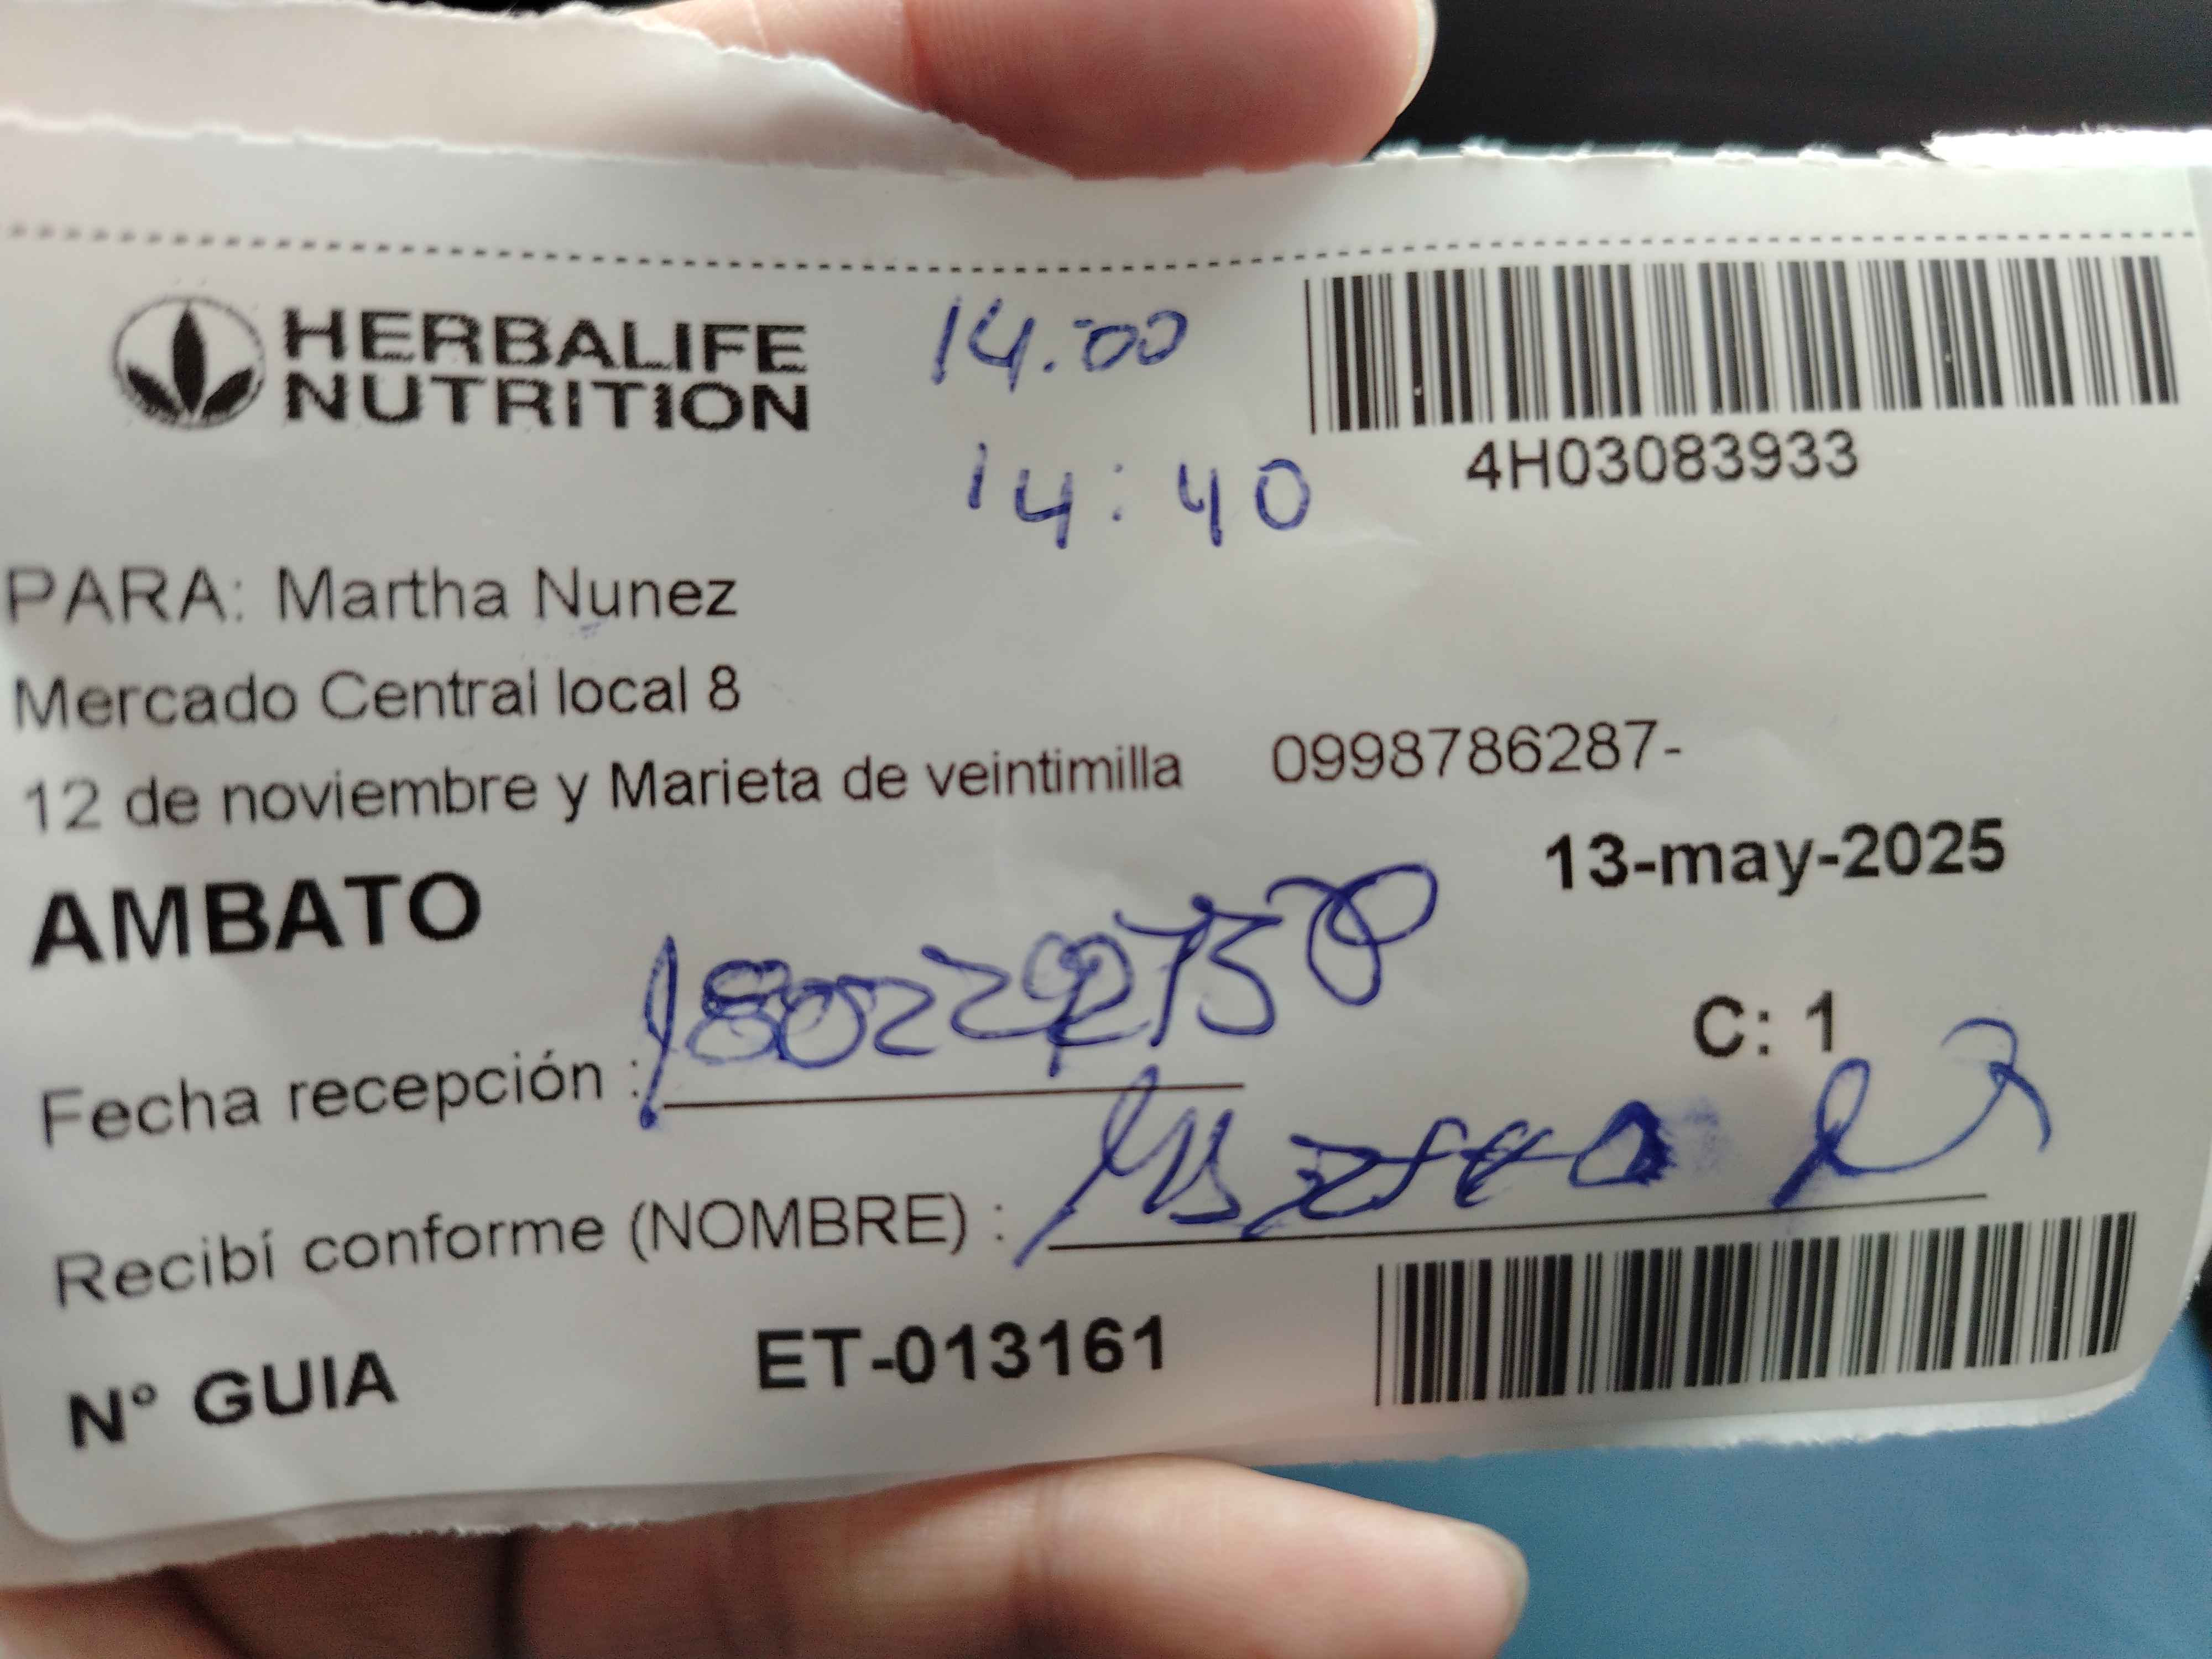 HERBALIFE
NUTRITION
14:00
14:40
4H03083933
PARA: Martha Nunez
Mercado Central local 8
12 de noviembre y Marieta de veintimilla 0998786287-
13-may-2025
AMBATO
C: 1
Fecha recepción :
Recibí conforme (NOMBRE) :
N° GUIA ET-013161